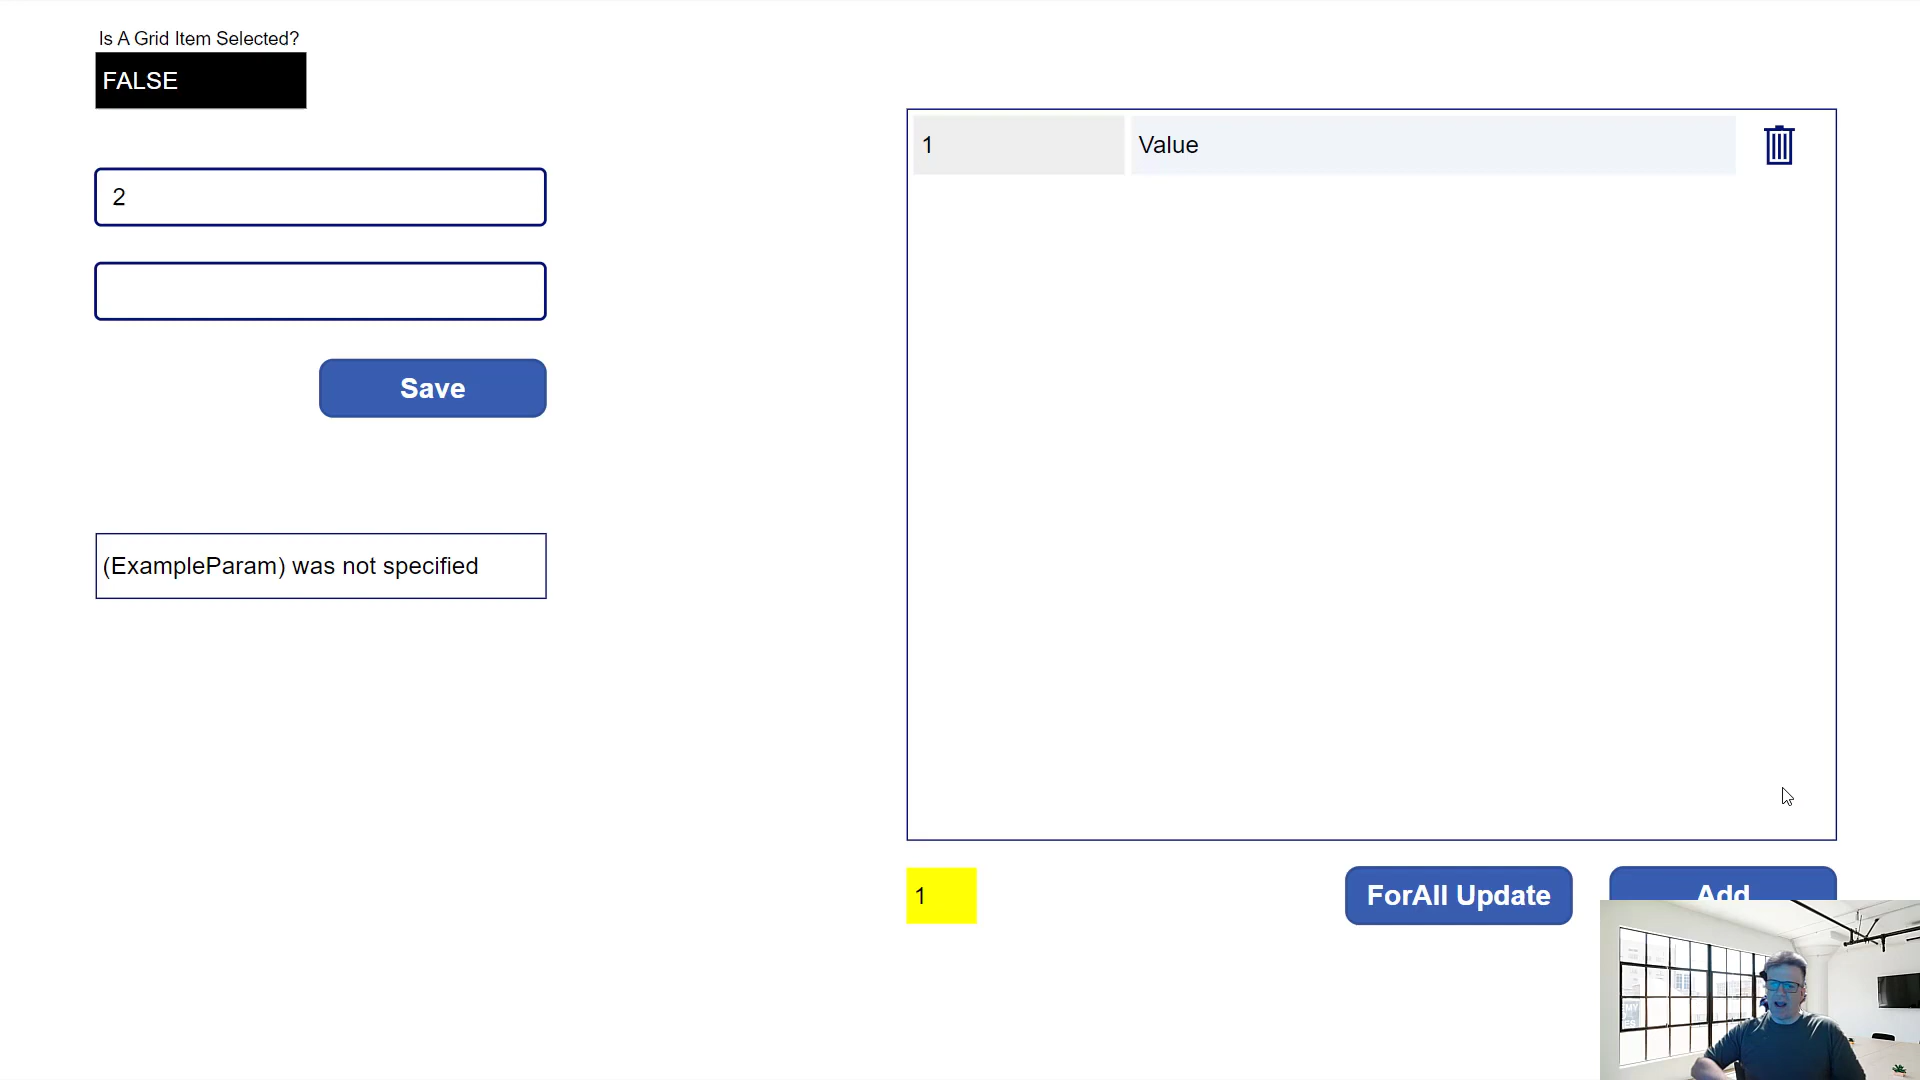 Is A Grid Item Selected?
FALSE
2
Save
(ExampleParam) was not specified
1 Value
1
ForAll Update
Add